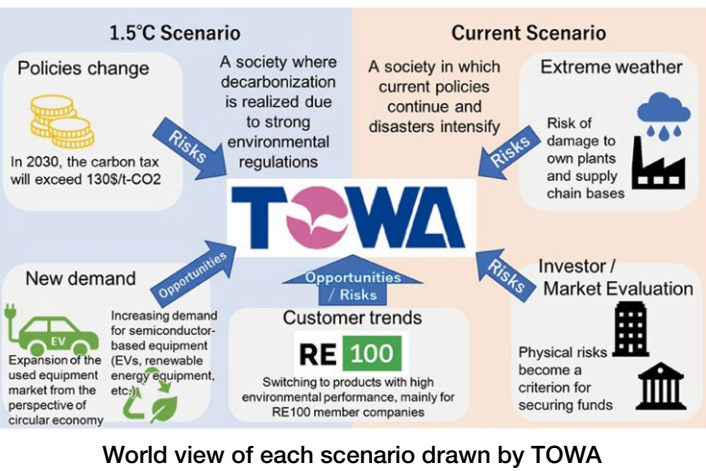 1.5℃ Scenario
Current Scenario
Policies change
In 2030, the carbon tax
will exceed 130$/t-CO2
Risks
A society where
decarbonization
is realized due
to strong
environmental
regulations
A society in which
current policies
continue and
disasters intensify
Extreme weather
Risk of
damage to
own plants
and supply
chain bases
Risks
TOWA
New demand
EV
Expansion of the
used equipment
market from the
perspective of
circular economy
Increasing demand
for semiconductor-
based equipment
(EVs, renewable
energy equipment,
etc.)
Opportunities
Opportunities
/ Risks
Customer trends
RE 100
Switching to products with high
environmental performance, mainly for
RE100 member companies
Risks
Investor /
Market Evaluation
Physical risks
become a
criterion for
securing funds
World view of each scenario drawn by TOWA